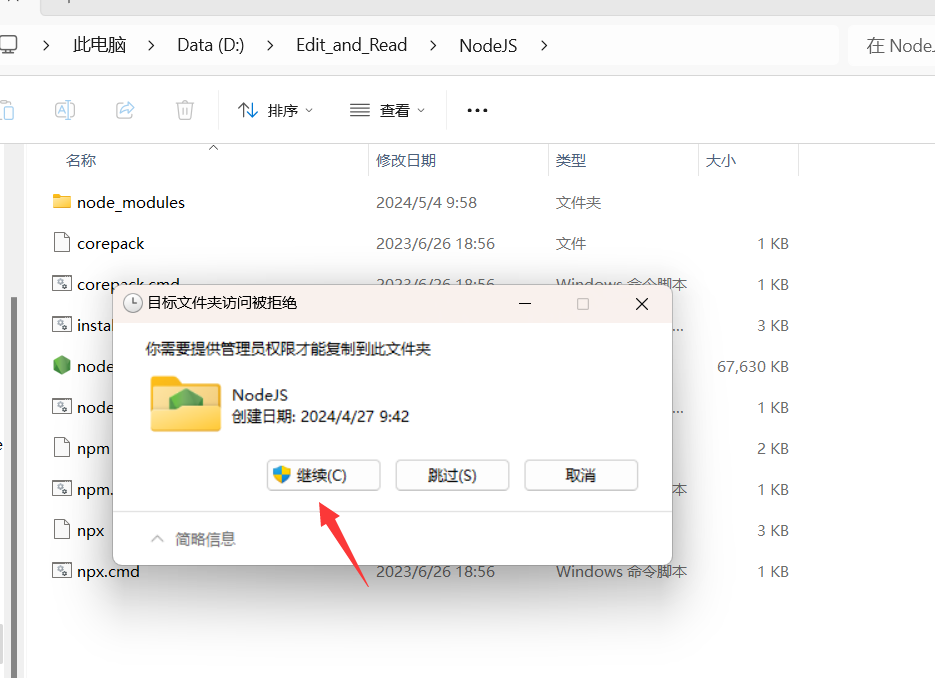 此电脑 > Data (D:) > Edit_and_Read > NodeJS >
在 Node
排序 查看
名称 修改日期 类型 大小
node_modules 2024/5/4 9:58 文件夹
corepack 2023/6/26 18:56 文件 1 KB
corepack.cmd 2023/6/26 18:56 Windows 命令脚本 1 KB
目标文件夹访问被拒绝
instal ... 3 KB
你需要提供管理员权限才能复制到此文件夹
node 67,630 KB
NodeJS
node ... 1 KB
创建日期: 2024/4/27 9:42
npm 2 KB
继续(C) 跳过(S) 取消
npm. 本 1 KB
npx 3 KB
简略信息
npx.cmd 2023/6/26 18:56 Windows 命令脚本 1 KB